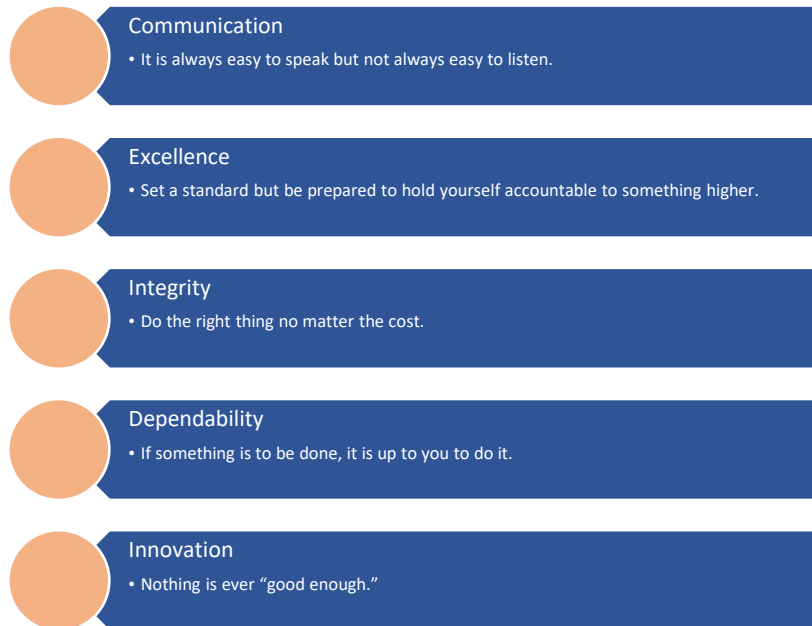 Communication
• It is always easy to speak but not always easy to listen.
Excellence
• Set a standard but be prepared to hold yourself accountable to something higher.
Integrity
• Do the right thing no matter the cost.
Dependability
• If something is to be done, it is up to you to do it.
Innovation
• Nothing is ever “good enough.”